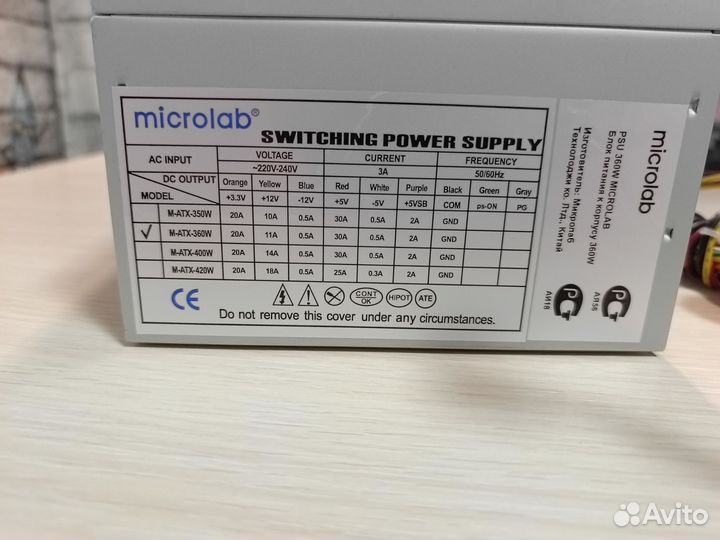 microlab®
SWITCHING POWER SUPPLY
AC INPUT VOLTAGE CURRENT FREQUENCY
~220V-240V 3A 50/60Hz
DC OUTPUT Orange Yellow Blue Red White Purple Black Green Gray
MODEL +3.3V +12V -12V +5V -5V +5VSB COM ps-ON PG
M-ATX-350W 20A 10A 0.5A 30A 0.5A 2A GND
M-ATX-360W 20A 11A 0.5A 30A 0.5A 2A GND
M-ATX-400W 20A 14A 0.5A 30A 0.5A 2A GND
M-ATX-420W 20A 18A 0.5A 25A 0.3A 2A GND
CE
CONT OK HIPOT ATE
Do not remove this cover under any circumstances.
microlab
PSU 360W MICROLAB
Блок питания к корпусу 360W
Изготовитель: Микролаб
Технолоджи ко. Лтд., Китай
АЯ56
АИ18
Avito